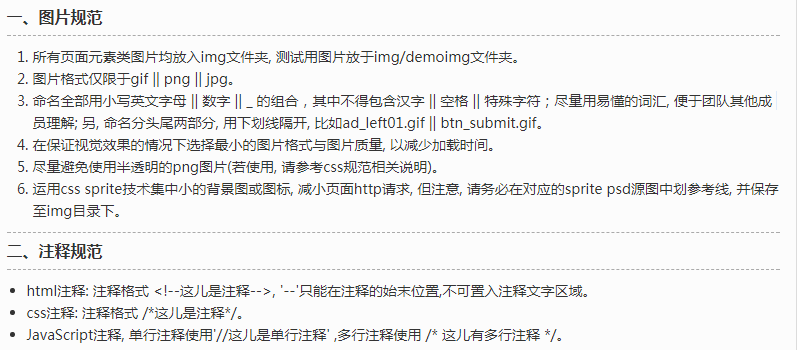 一、图片规范
1. 所有页面元素类图片均放入img文件夹, 测试用图片放于img/demoimg文件夹。
2. 图片格式仅限于gif || png || jpg。
3. 命名全部用小写英文字母 || 数字 || _ 的组合，其中不得包含汉字 || 空格 || 特殊字符；尽量用易懂的词汇, 便于团队其他成
员理解; 另, 命名分头尾两部分, 用下划线隔开, 比如ad_left01.gif || btn_submit.gif。
4. 在保证视觉效果的情况下选择最小的图片格式与图片质量, 以减少加载时间。
5. 尽量避免使用半透明的png图片(若使用, 请参考css规范相关说明)。
6. 运用css sprite技术集中小的背景图或图标, 减小页面http请求, 但注意, 请务必在对应的sprite psd源图中划参考线, 并保存
至img目录下。
二、注释规范
• html注释: 注释格式 <!--这儿是注释-->, '--'只能在注释的始末位置,不可置入注释文字区域。
• css注释: 注释格式 /*这儿是注释*/。
• JavaScript注释, 单行注释使用'//这儿是单行注释' ,多行注释使用 /* 这儿有多行注释 */。